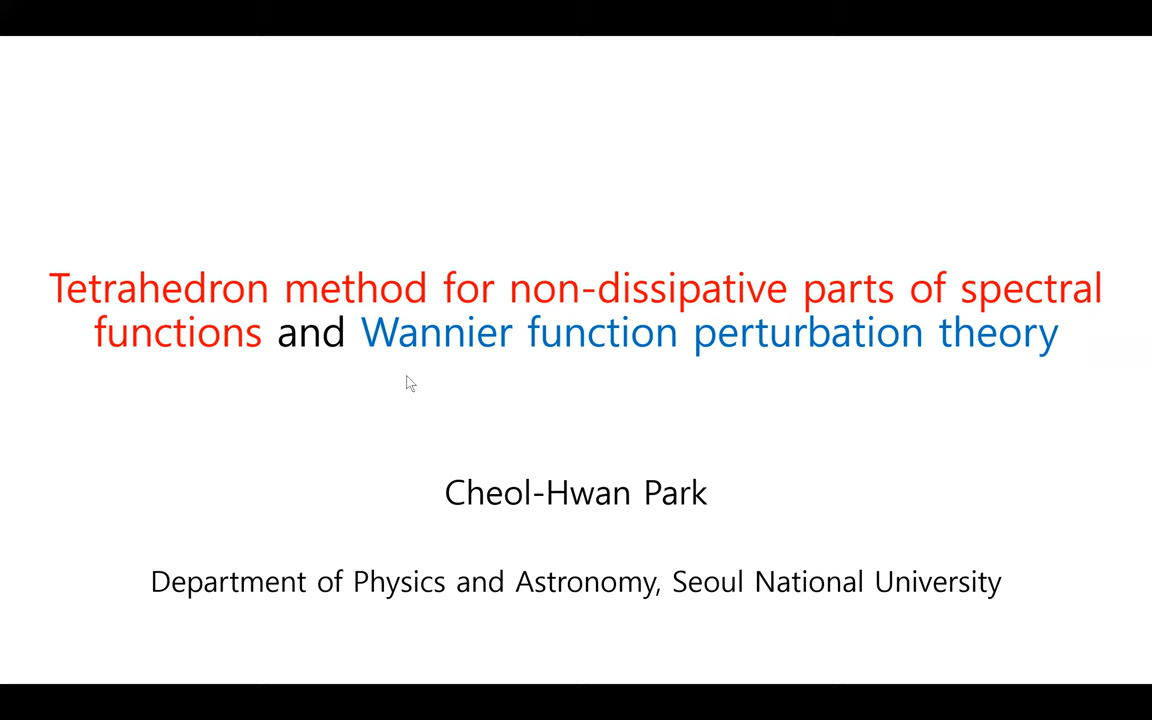 Tetrahedron method for non-dissipative parts of spectral
functions and Wannier function perturbation theory
Cheol-Hwan Park
Department of Physics and Astronomy, Seoul National University